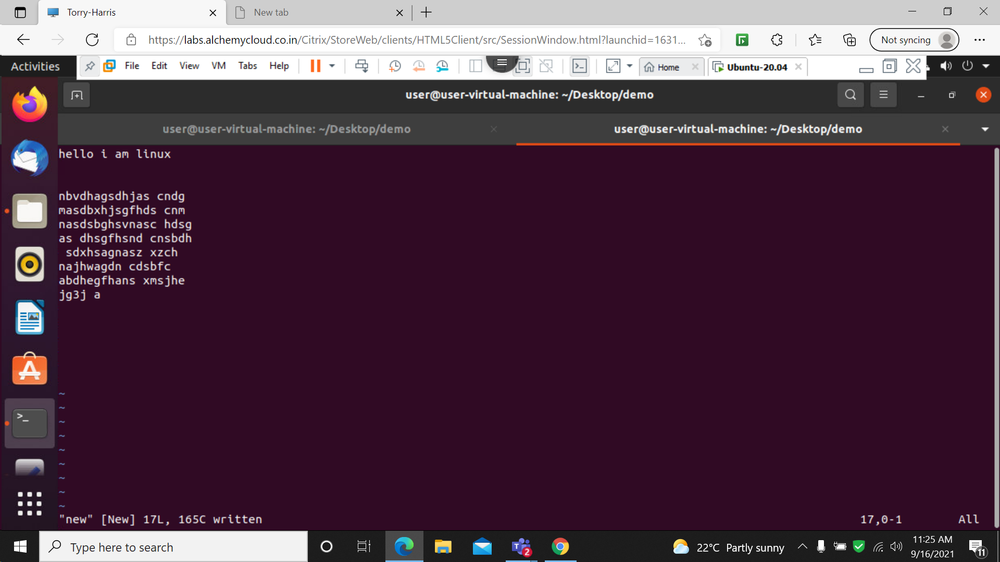 Torry-Harris
New tab
https://labs.alchemycloud.co.in/Citrix/StoreWeb/clients/HTML5Client/src/SessionWindow.html?launchid=1631...
Not syncing
Activities
File Edit View VM Tabs Help
Home
Ubuntu-20.04
user@user-virtual-machine: ~/Desktop/demo
user@user-virtual-machine: ~/Desktop/demo
user@user-virtual-machine: ~/Desktop/demo
hello i am linux
nbvdhagsdhjas cndg
masdbxhjsgfhds cnm
nasdsbghsvnasc hdsg
as dhsgfhsnd cnsbdh
sdxhsagnasz xzch
najhwagdn cdsbfc
abdhegfhans xmsjhe
jg3j a
~
~
~
~
~
~
~
~
~
"new" [New] 17L, 165C written 17,0-1 All
Type here to search
2
22°C Partly sunny
11:25 AM
9/16/2021
11